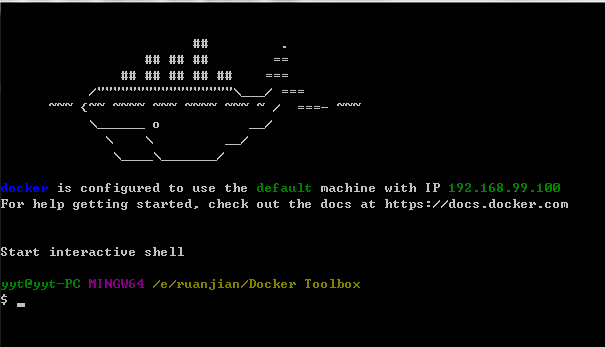 ##         .
                  ## ## ##        ==
               ## ## ## ## ##    ===
           /"""""""""""""""""\___/ ===
      ~~~ {~~ ~~~~ ~~~ ~~~~ ~~~ ~ /  ===- ~~~
           \______ o           __/
             \    \         __/
              \____\_______/
docker is configured to use the default machine with IP 192.168.99.100
For help getting started, check out the docs at https://docs.docker.com
Start interactive shell
yyt@yyt-PC MINGW64 /e/ruanjian/Docker Toolbox
$ _